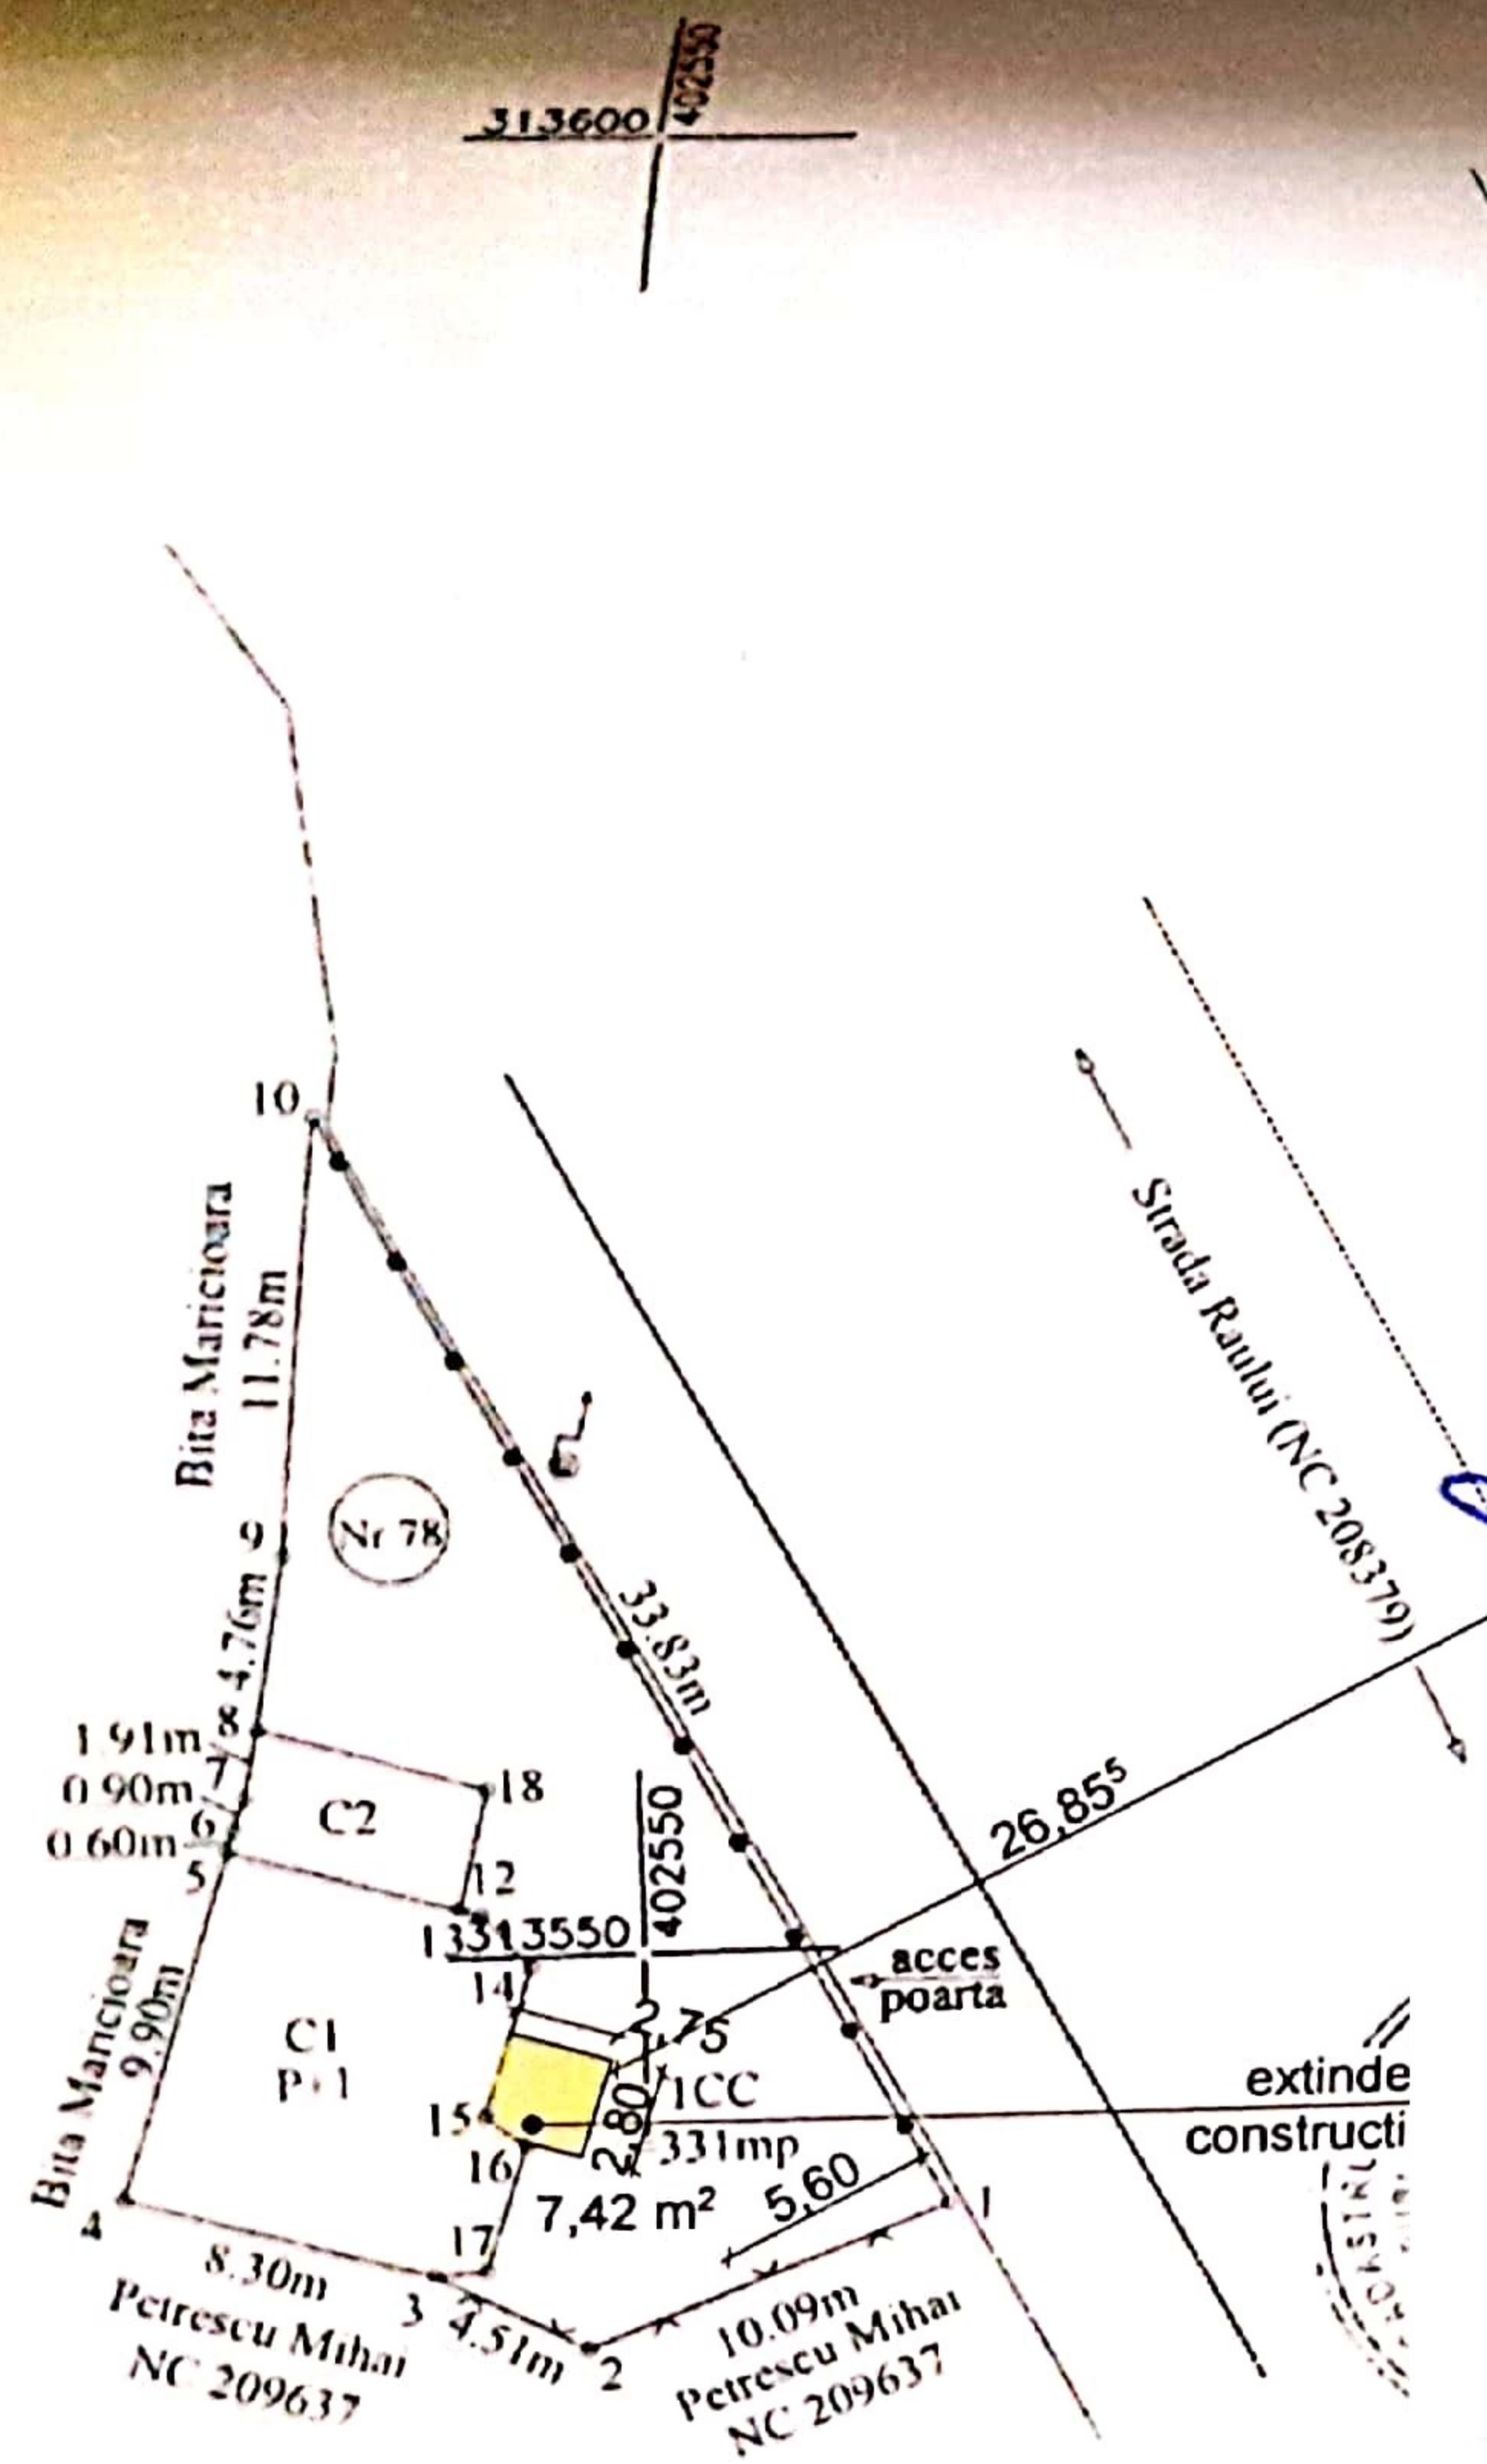 402550
313600
10
Bita Maricioara
11.78m
Strada Raului (NC 208379)
Nr 78
9
33.83m
4.76m
8
1.91m
7
0.90m
6
0.60m
5
C2
18
12
26,85⁵
402550
13
313550
14
acces
poarta
Bita Maricioara
9.90m
C1
P+1
2,75
2,80
1CC
331mp
15
16
extinde
constructi
7,42 m²
5,60
1
17
4
8.30m
Petrescu Mihai
NC 209637
3
4.51m
2
10.09m
Petrescu Mihai
NC 209637